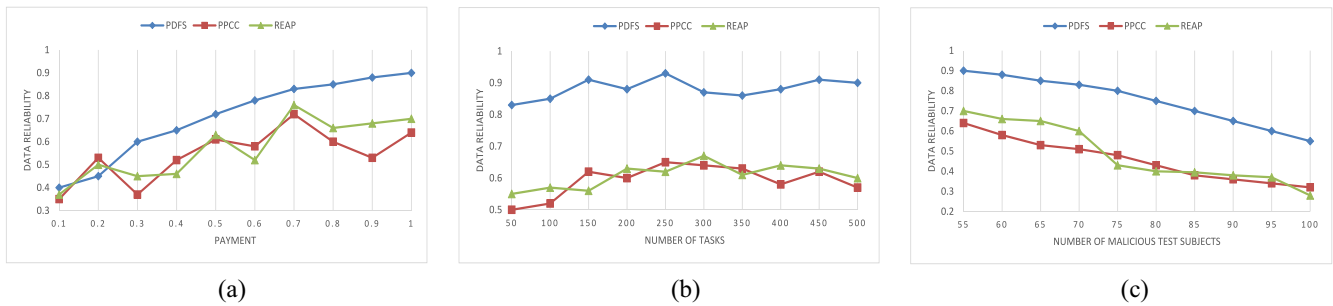 PDFS PPCC REAP
DATA RELIABILITY
1
0.9
0.8
0.7
0.6
0.5
0.4
0.3
0.1 0.2 0.3 0.4 0.5 0.6 0.7 0.8 0.9 1
PAYMENT
(a)
PDFS PPCC REAP
DATA RELIABILITY
1
0.9
0.8
0.7
0.6
0.5
50 100 150 200 250 300 350 400 450 500
NUMBER OF TASKS
(b)
PDFS PPCC REAP
DATA RELIABILITY
1
0.9
0.8
0.7
0.6
0.5
0.4
0.3
0.2
55 60 65 70 75 80 85 90 95 100
NUMBER OF MALICIOUS TEST SUBJECTS
(c)